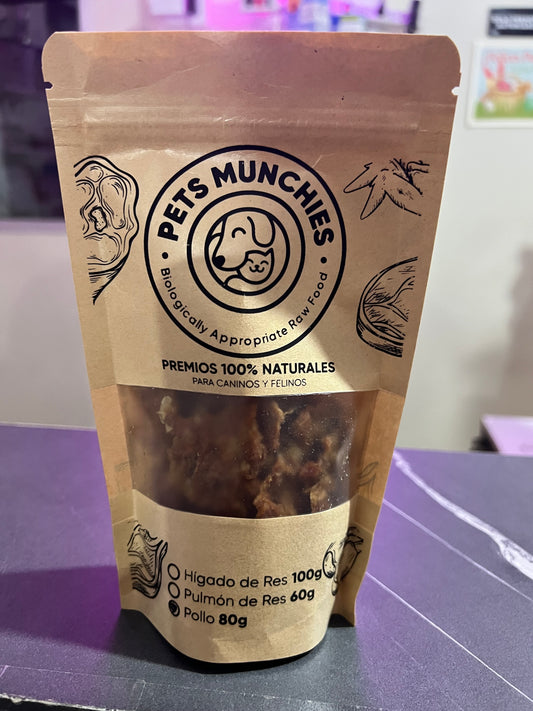 PETS MUNCHIES
• Biologically Appropriate Raw Food •
PREMIOS 100% NATURALES
PARA CANINOS Y FELINOS
Hígado de Res 100g
Pulmón de Res 60g
Pollo 80g